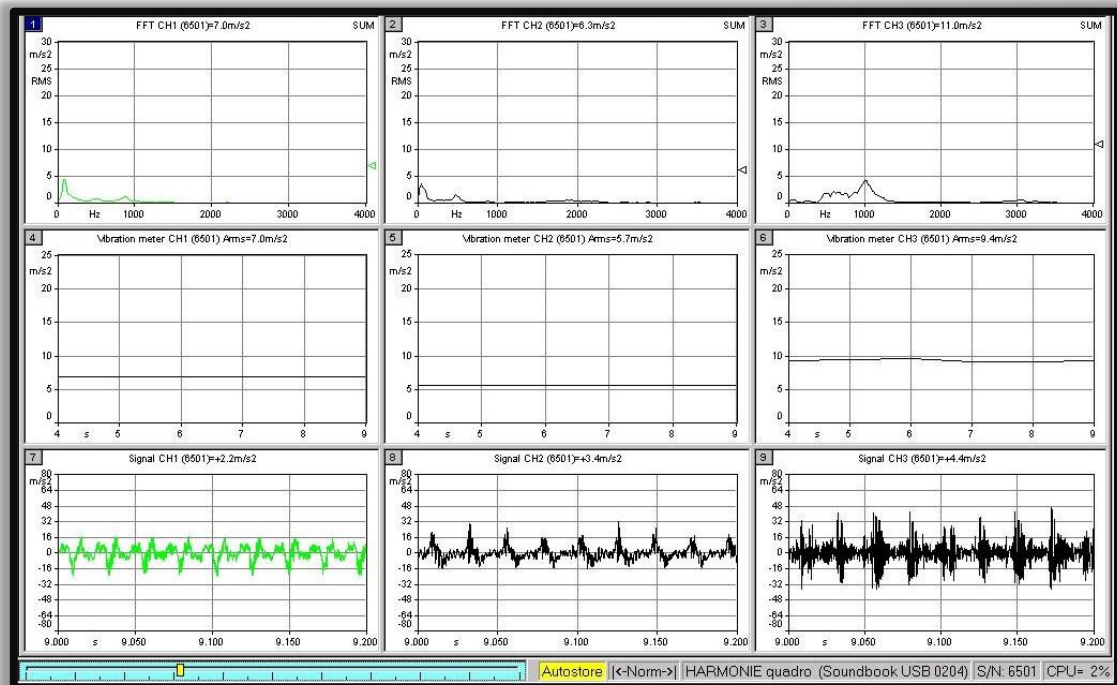 1 FFT CH1 (6501)=7.0m/s2 SUM
30
m/s2
25
RMS
20
15
10
5
0
0 Hz 1000 2000 3000 4000
2 FFT CH2 (6501)=6.3m/s2 SUM
30
m/s2
25
RMS
20
15
10
5
0
0 Hz 1000 2000 3000 4000
3 FFT CH3 (6501)=11.0m/s2 SUM
30
m/s2
25
RMS
20
15
10
5
0
0 Hz 1000 2000 3000 4000
4 Vibration meter CH1 (6501) Arms=7.0m/s2
25
m/s2
20
15
10
5
0
4 s 5 6 7 8 9
5 Vibration meter CH2 (6501) Arms=5.7m/s2
25
m/s2
20
15
10
5
0
4 s 5 6 7 8 9
6 Vibration meter CH3 (6501) Arms=9.4m/s2
25
m/s2
20
15
10
5
0
4 s 5 6 7 8 9
7 Signal CH1 (6501)=+2.2m/s2
80
m/s2
64
48
32
16
0
-16
-32
-48
-64
-80
9.000 s 9.050 9.100 9.150 9.200
8 Signal CH2 (6501)=+3.4m/s2
80
m/s2
64
48
32
16
0
-16
-32
-48
-64
-80
9.000 s 9.050 9.100 9.150 9.200
9 Signal CH3 (6501)=+4.4m/s2
80
m/s2
64
48
32
16
0
-16
-32
-48
-64
-80
9.000 s 9.050 9.100 9.150 9.200
Autostore |<-Norm->| HARMONIE quadro (Soundbook USB 0204) S/N: 6501 CPU= 2%